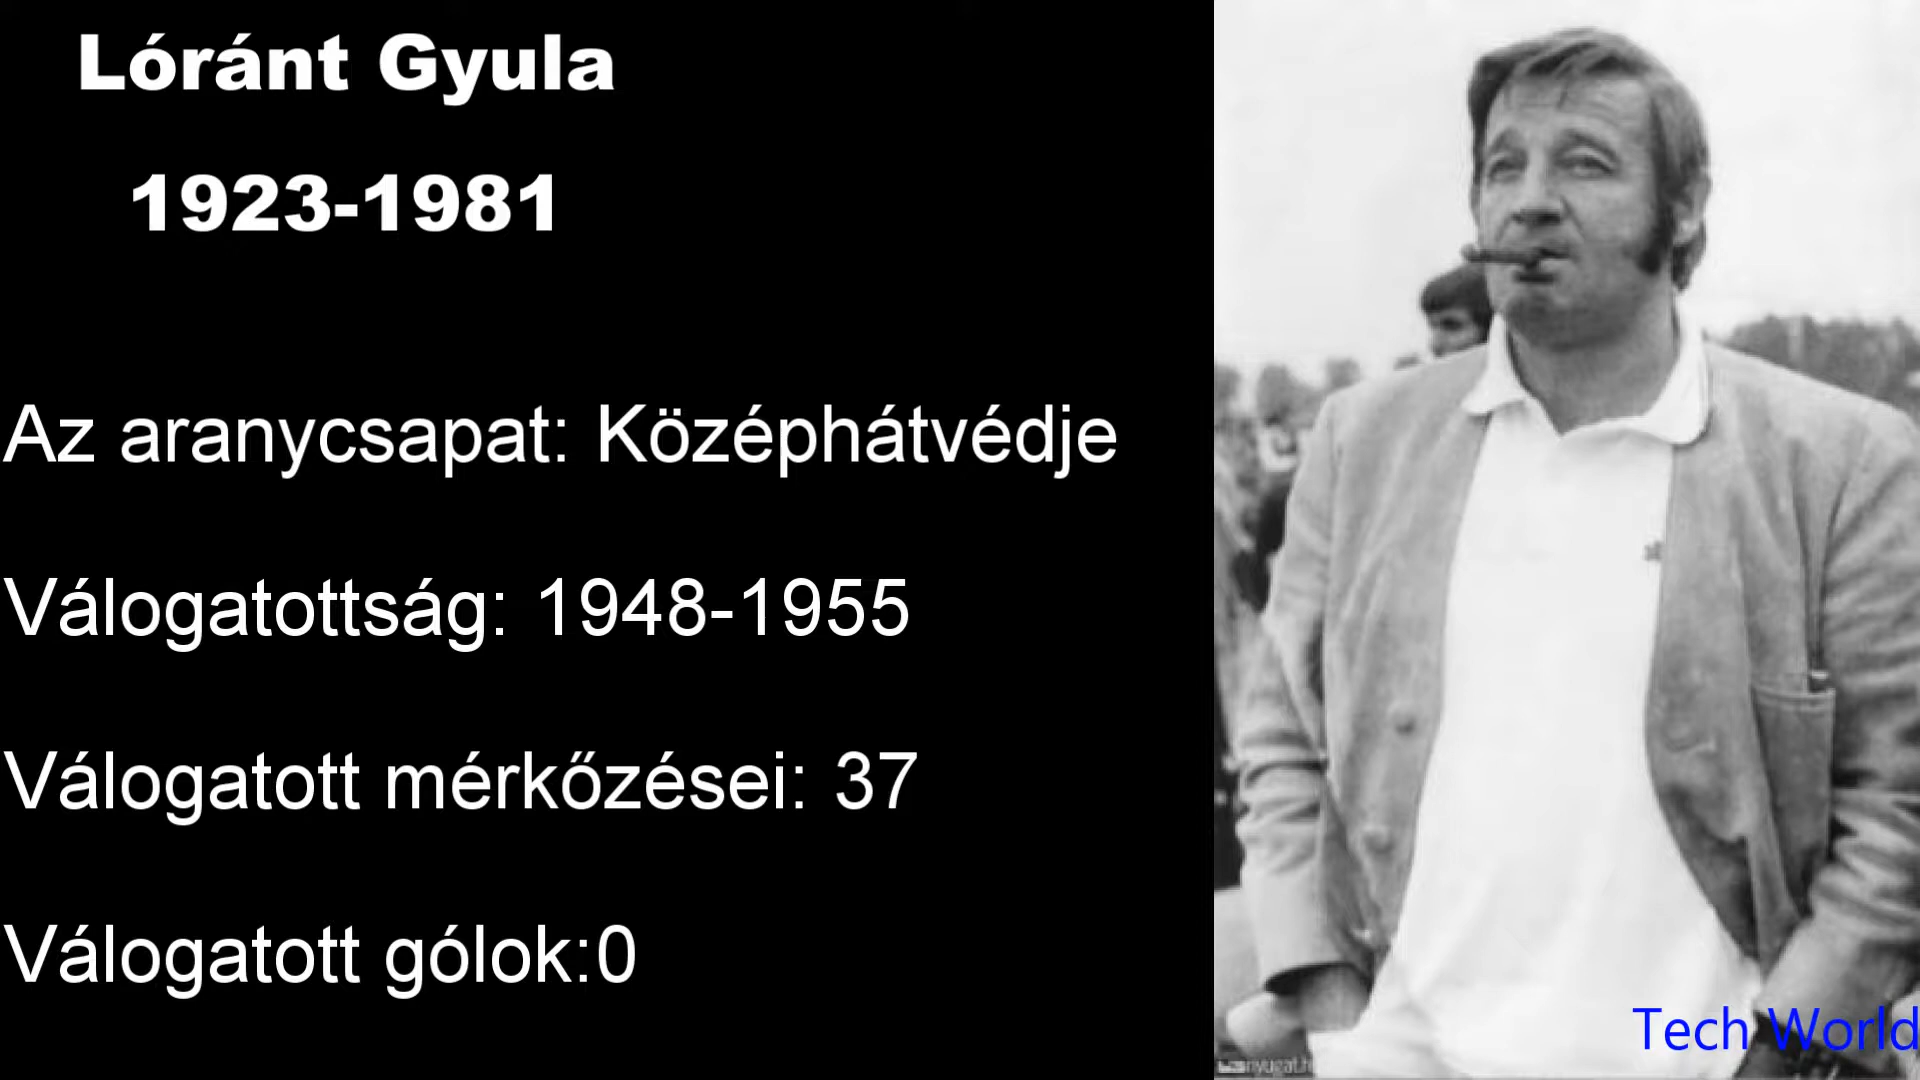 Lóránt Gyula
1923-1981
Az aranycsapat: Középhátvédje
Válogatottság: 1948-1955
Válogatott mérkőzései: 37
Válogatott gólok:0
Tech World